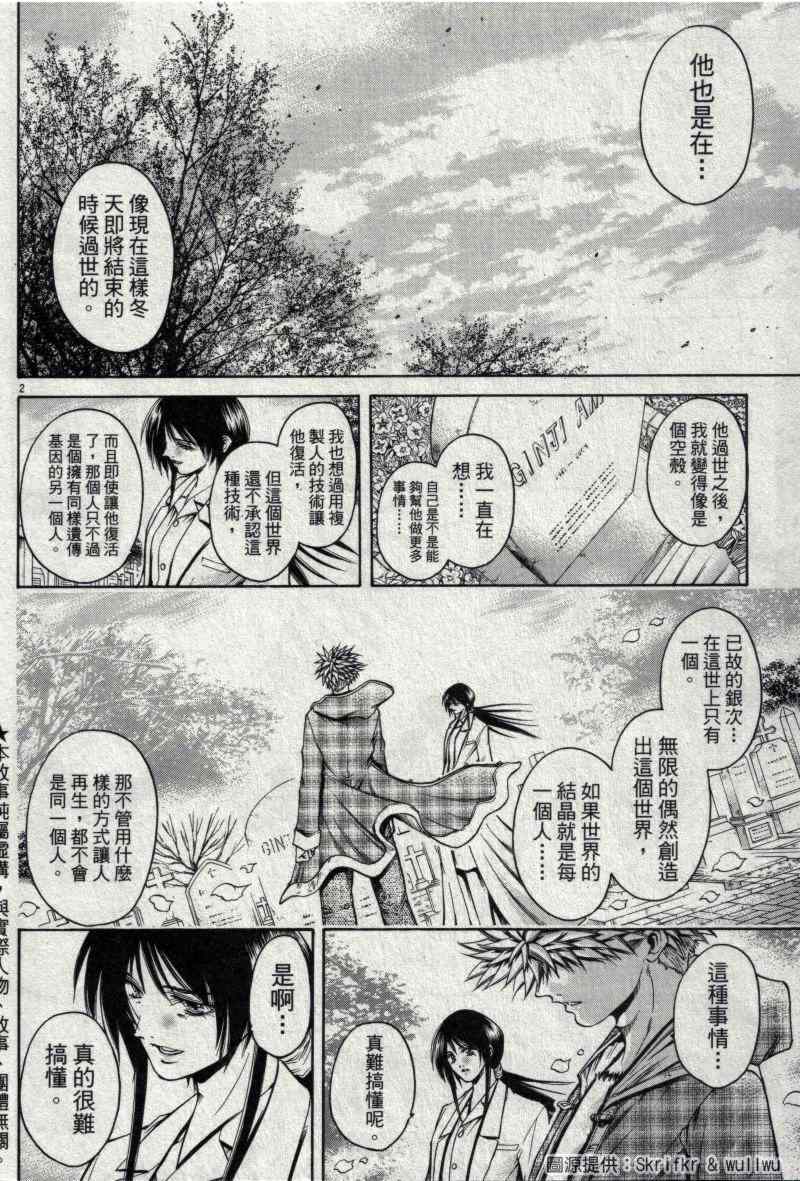 他也是在…
像現在這樣冬
天即將結束的
時候過世的。
2
他過世之後，
我就變得像是
個空殼。
GINJI AM
我一直在
想……
自己是不是能
夠幫他做更多
事情……
我也想過用複
製人的技術讓
他復活，
但這個世界
還不承認這
種技術，
而且即使讓他復活
了，那個人只不過
是個擁有同樣遺傳
基因的另一個人。
已故的銀次…
在這世上只有
一個。
無限的偶然創造
出這個世界，
如果世界的
結晶就是每
一個人……
那不管用什麼
樣的方式讓人
再生，都不會
是同一個人。
GINJ
這種事情…
真難搞懂呢。
是啊…
真的很難
搞懂。
★本故事純屬虛構，與實際人物、故事、團體無關。
圖源提供：Skrifkr & wullwu